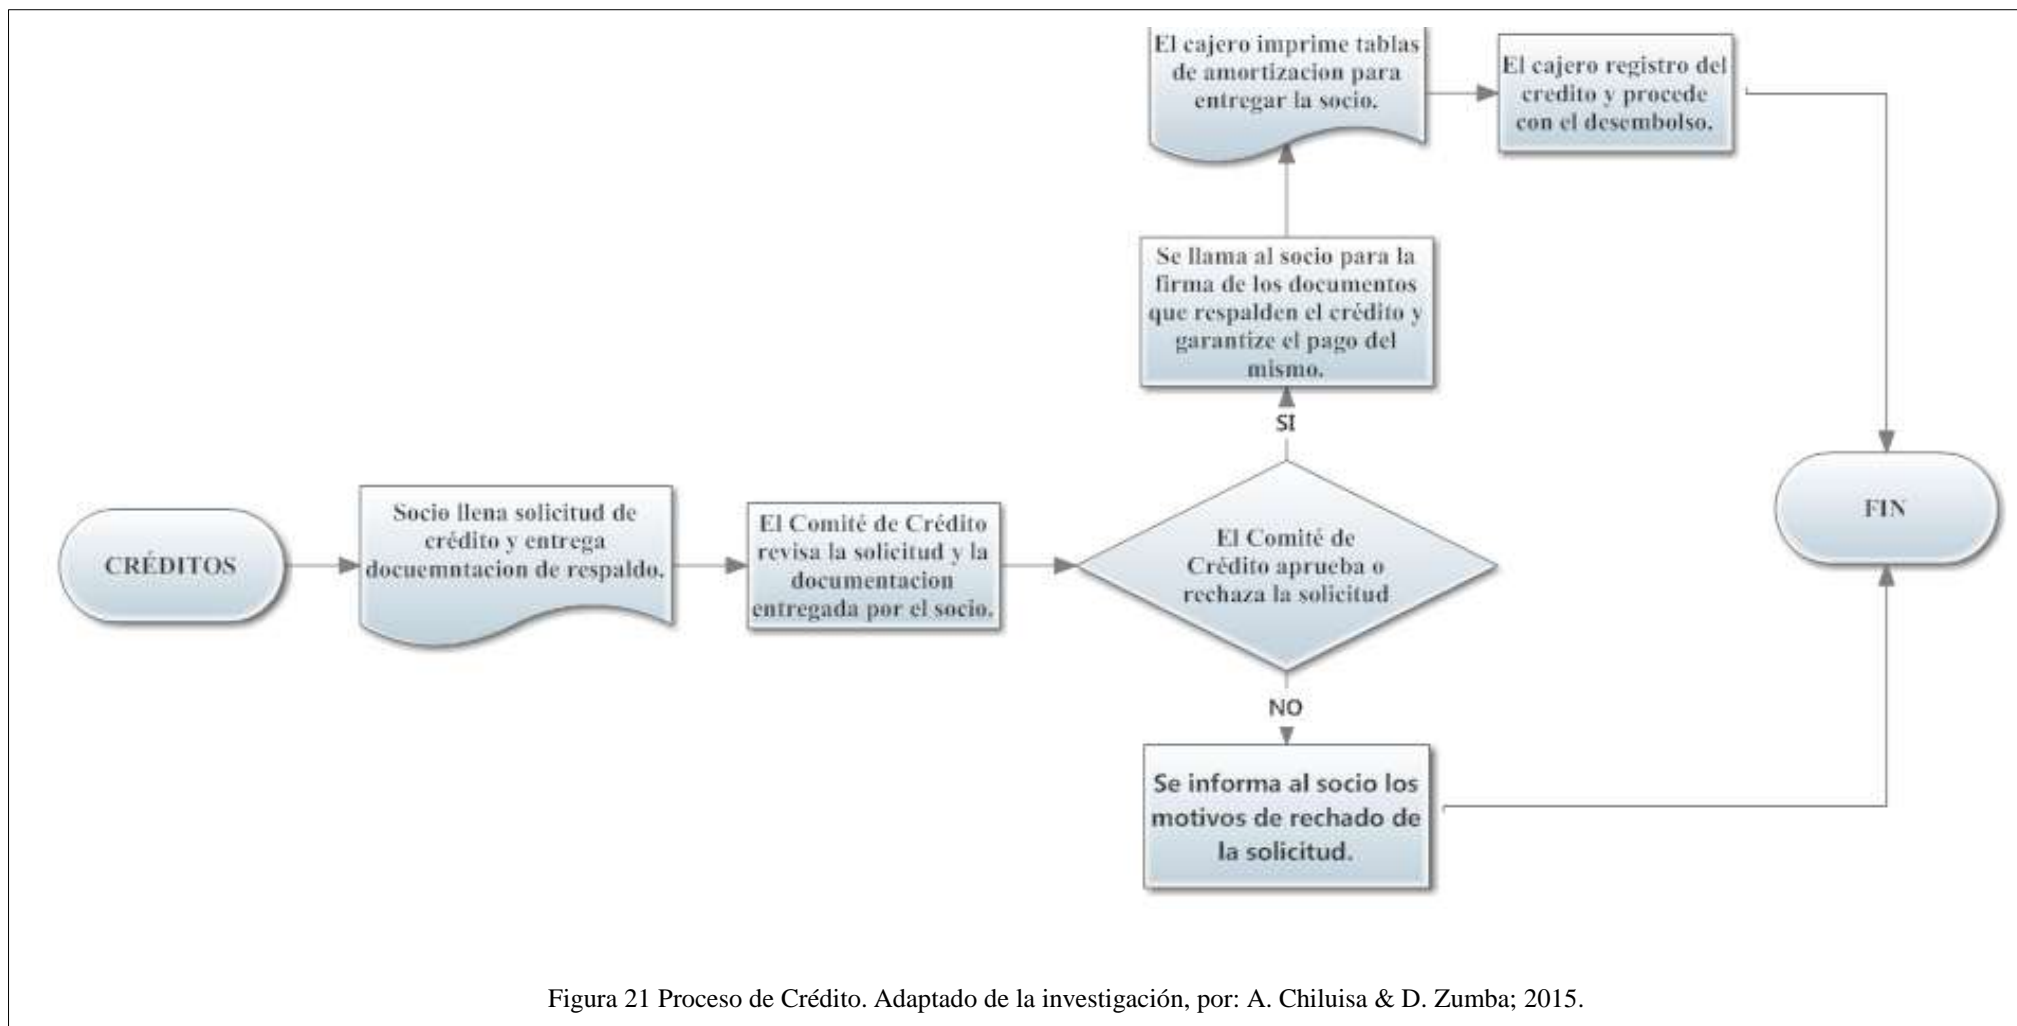 El cajero imprime tablas
de amortizacion para
entregar la socio.
El cajero registro del
credito y procede
con el desembolso.
Se llama al socio para la
firma de los documentos
que respalden el crédito y
garantize el pago del
mismo.
SI
CRÉDITOS
Socio llena solicitud de
crédito y entrega
docuemntacion de respaldo.
El Comité de Crédito
revisa la solicitud y la
documentacion
entregada por el socio.
El Comité de
Crédito aprueba o
rechaza la solicitud
FIN
NO
Se informa al socio los
motivos de rechado de
la solicitud.
Figura 21 Proceso de Crédito. Adaptado de la investigación, por: A. Chiluisa & D. Zumba; 2015.